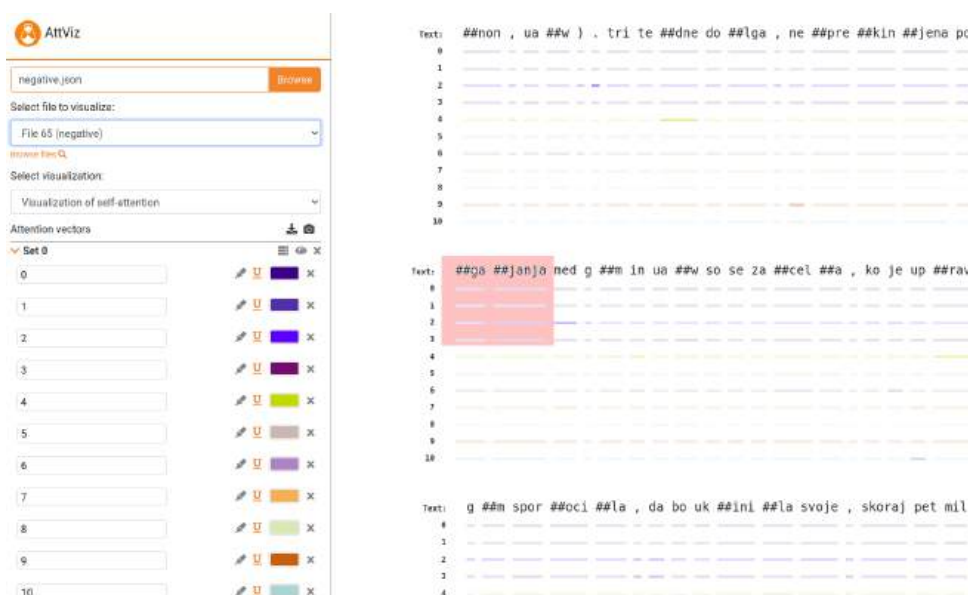 AttViz
negative.json
Browse
Select file to visualize:
File 65 (negative)
Browse files
Select visualization:
Visualization of self-attention
Attention vectors
Set 0
0
1
2
3
4
5
6
7
8
9
10
Text: ##non , ua ##w ) . tri te ##dne do ##lga , ne ##pre ##kin ##jena po
0
1
2
3
4
5
6
7
8
9
10
Text: ##ga ##janja med g ##m in ua ##w so se za ##cel ##a , ko je up ##rav
0
1
2
3
4
5
6
7
8
9
10
Text: g ##m spor ##oci ##la , da bo uk ##ini ##la svoje , skoraj pet mil
0
1
2
3
4